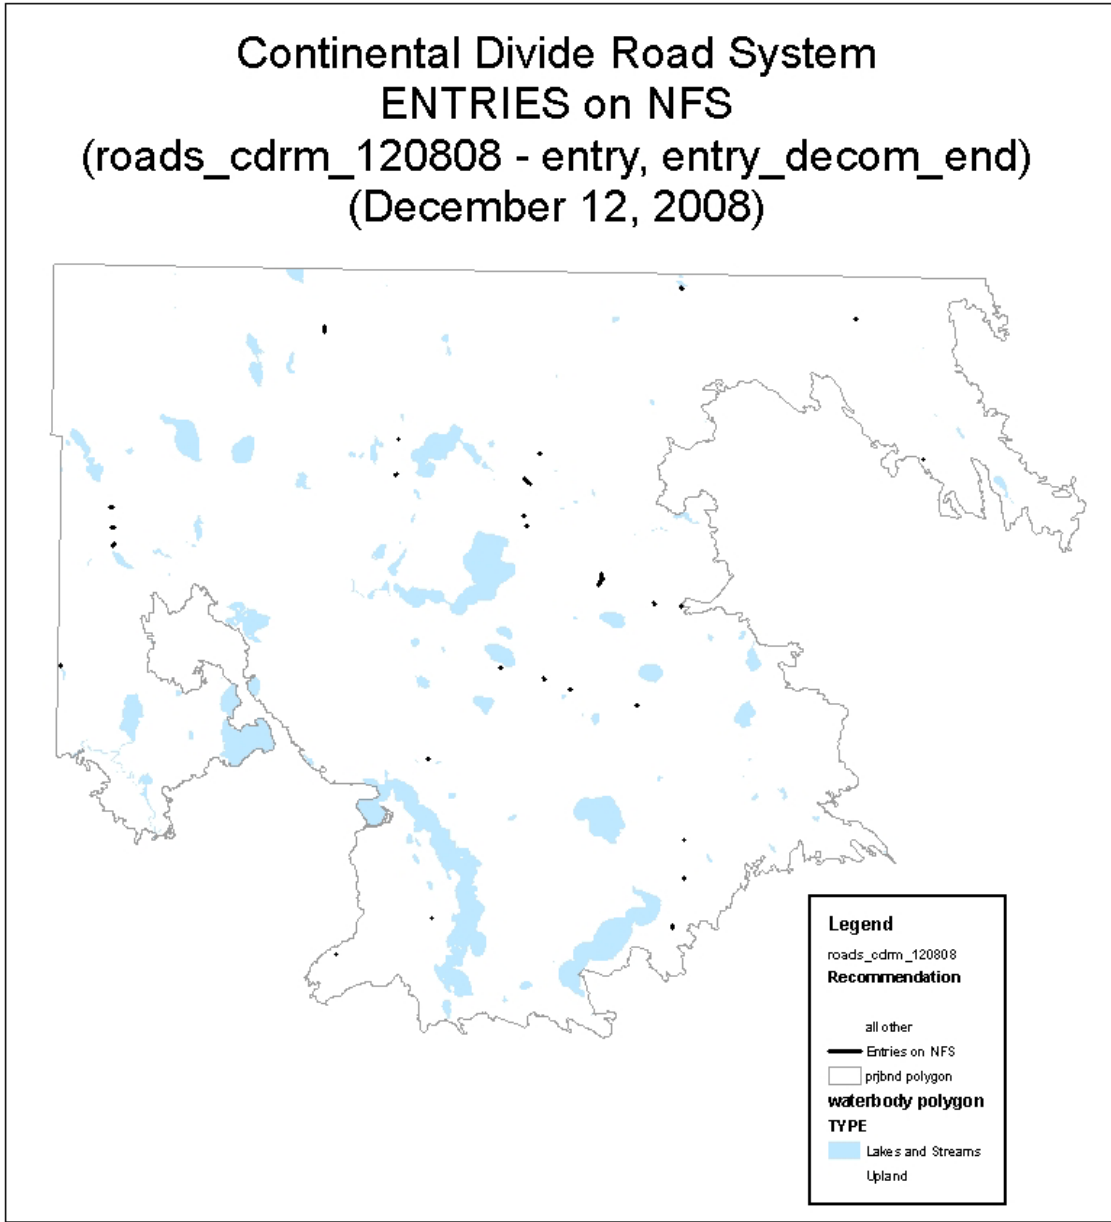 Continental Divide Road System
ENTRIES on NFS
(roads_cdrm_120808 - entry, entry_decom_end)
(December 12, 2008)
Legend
roads_cdrm_120808
Recommendation
all other
Entries on NFS
prjbnd polygon
waterbody polygon
TYPE
Lakes and Streams
Upland